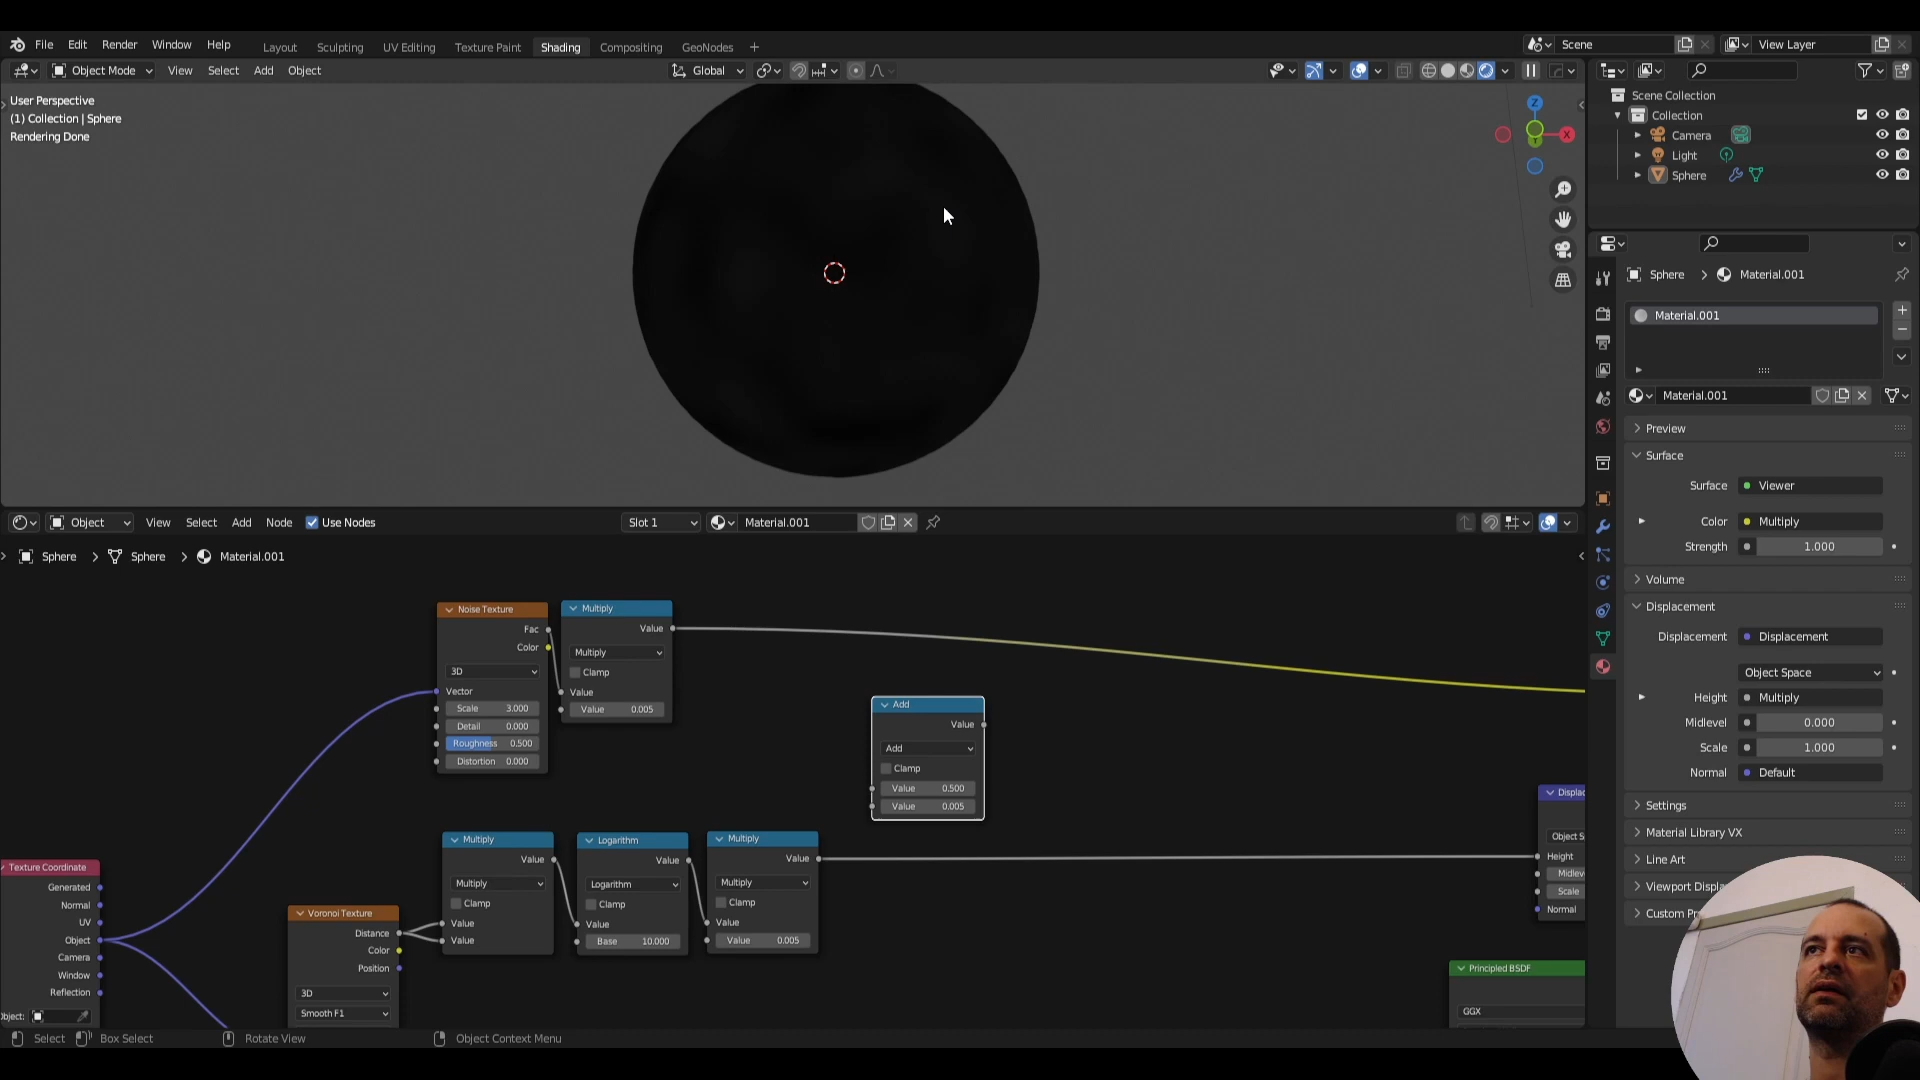 File Edit Render Window Help
Layout Sculpting UV Editing Texture Paint Shading Compositing GeoNodes +
Scene
View Layer
Object Mode View Select Add Object
Global
User Perspective
(1) Collection | Sphere
Rendering Done
Z
X
Y
Scene Collection
Collection
Camera
Light
Sphere
Sphere > Material.001
Material.001
Material.001
Preview
Surface
Surface Viewer
Color Multiply
Strength 1.000
Volume
Displacement
Displacement Displacement
Object Space
Height Multiply
Midlevel 0.000
Scale 1.000
Normal Default
Settings
Material Library VX
Line Art
Viewport Displa
Custom Pr
Object View Select Add Node Use Nodes
Slot 1 Material.001
Sphere > Sphere > Material.001
Noise Texture
Fac
Color
3D
Vector
Scale 3.000
Detail 0.000
Roughness 0.500
Distortion 0.000
Multiply
Value
Multiply
Clamp
Value
Value 0.005
Add
Value
Add
Clamp
Value 0.500
Value 0.005
Texture Coordinate
Generated
Normal
UV
Object
Camera
Window
Reflection
bject:
Voronoi Texture
Distance
Color
Position
3D
Smooth F1
Multiply
Value
Multiply
Clamp
Value
Value
Logarithm
Value
Logarithm
Clamp
Value
Base 10.000
Multiply
Value
Multiply
Clamp
Value
Value 0.005
Displac
Object S
Height
Midlev
Scale
Normal
Principled BSDF
GGX
Select Box Select Rotate View Object Context Menu